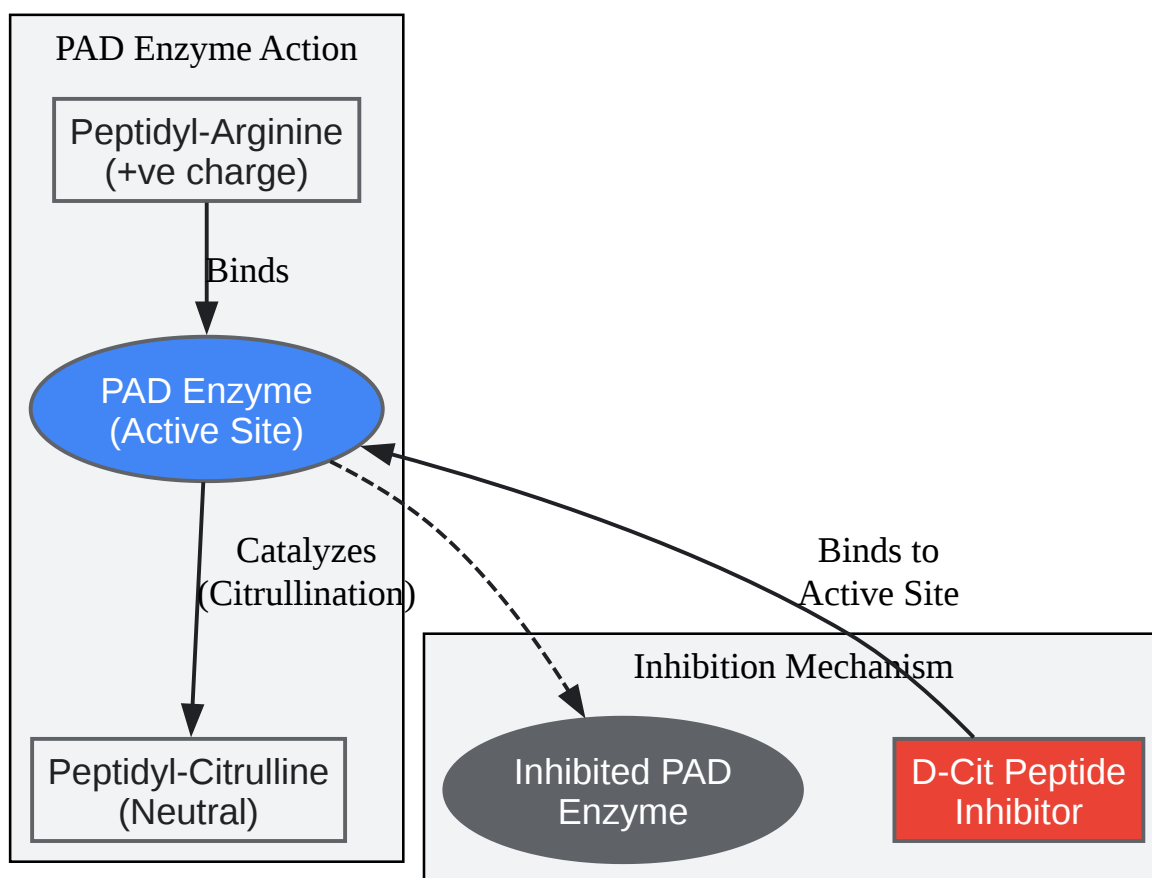 PAD Enzyme Action
Peptidyl-Arginine
(+ve charge)
Binds
PAD Enzyme
(Active Site)
Catalyzes
(Citrullination)
Peptidyl-Citrulline
(Neutral)
Binds to
Active Site
Inhibition Mechanism
Inhibited PAD
Enzyme
D-Cit Peptide
Inhibitor